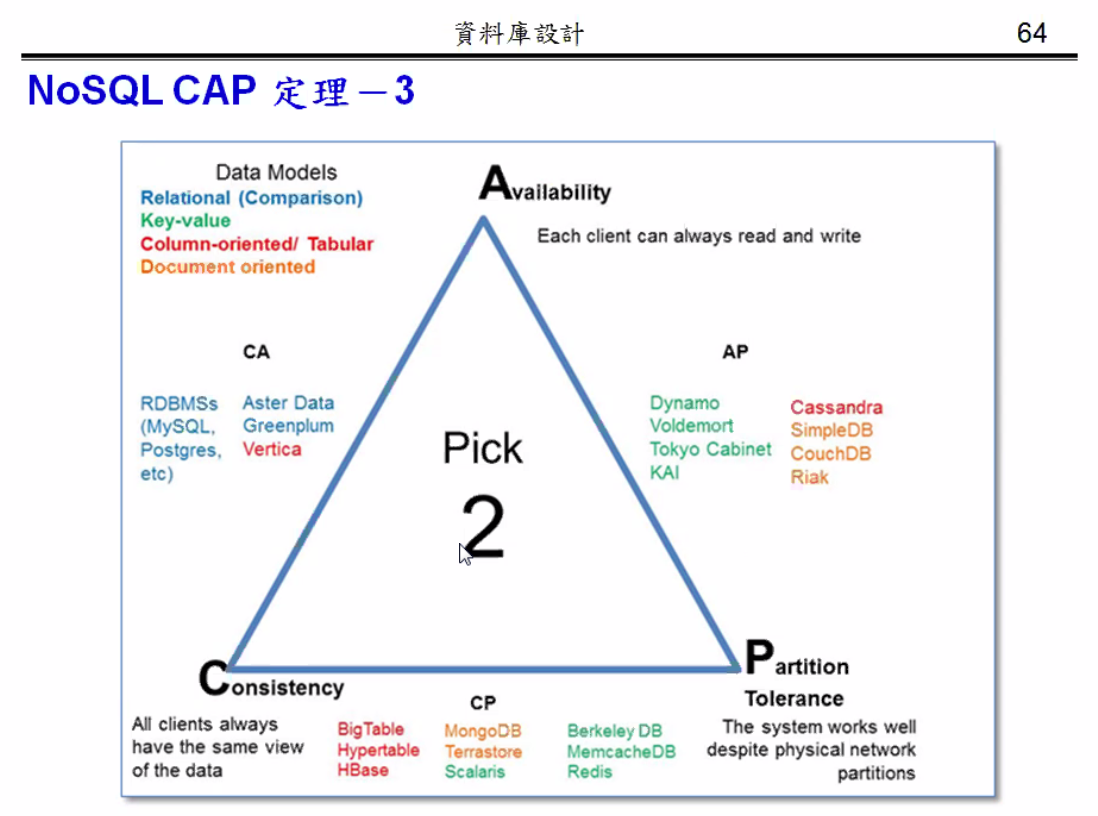 資料庫設計
64
NoSQL CAP 定理－3
Data Models
Relational (Comparison)
Key-value
Column-oriented/ Tabular
Document oriented
Availability
Each client can always read and write
CA
RDBMSs
(MySQL,
Postgres,
etc)
Aster Data
Greenplum
Vertica
AP
Dynamo
Voldemort
Tokyo Cabinet
KAI
Cassandra
SimpleDB
CouchDB
Riak
Pick
2
Consistency
All clients always
have the same view
of the data
CP
BigTable
Hypertable
HBase
MongoDB
Terrastore
Scalaris
Berkeley DB
MemcacheDB
Redis
Partition
Tolerance
The system works well
despite physical network
partitions